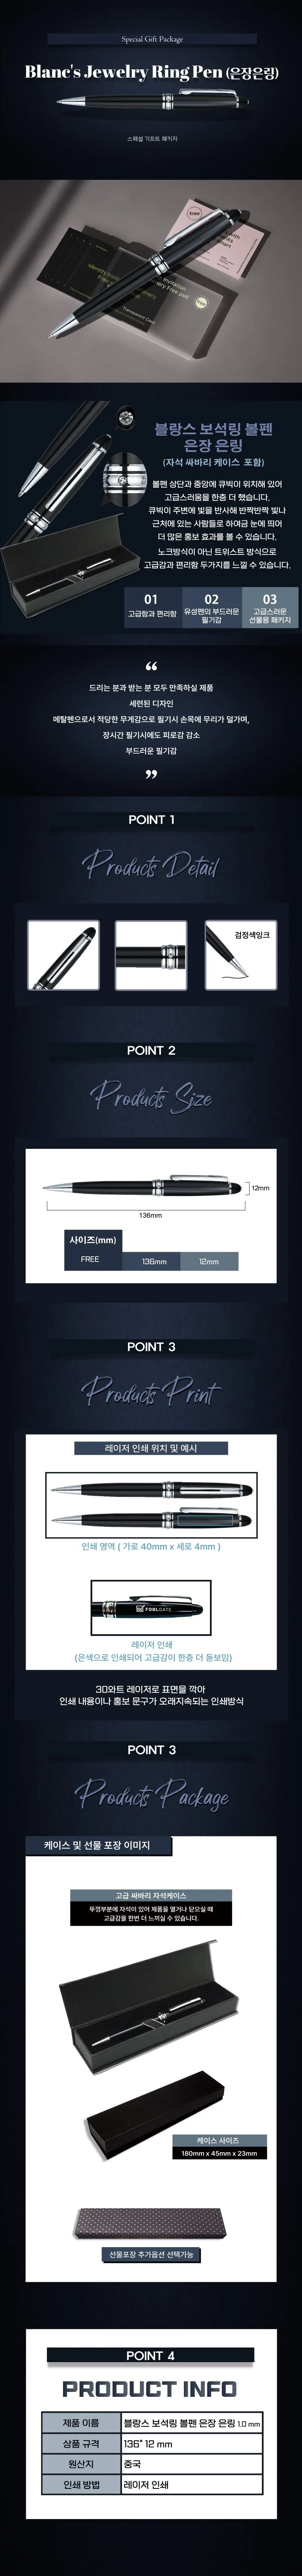 Special Gift Package
Blanc's Jewelry Ring Pen (은장은링)
스페셜 기프트 패키지
free
Identity
Free
Invitation
ery Free psd
Transparent Card
with
nks
mart
블랑스 보석링 볼펜
은장 은링
(자석 싸바리 케이스 포함)
볼펜 상단과 중앙에 큐빅이 위치해 있어
고급스러움을 한층 더 했습니다.
큐빅이 주변에 빛을 반사해 반짝반짝 빛나
근처에 있는 사람들로 하여금 눈에 띄어
더 많은 홍보 효과를 볼 수 있습니다.
노크방식이 아닌 트위스트 방식으로
고급감과 편리함 두가지를 느낄 수 있습니다.
01
고급함과 편리함
02
유성펜의 부드러운
필기감
03
고급스러운
선물용 패키지
“
드리는 분과 받는 분 모두 만족하실 제품
세련된 디자인
메탈펜으로서 적당한 무게감으로 필기시 손목에 무리가 덜가며,
장시간 필기시에도 피로감 감소
부드러운 필기감
”
POINT 1
Products Detail
검정색잉크
POINT 2
Products Size
12mm
136mm
사이즈(mm)
FREE 136mm 12mm
POINT 3
Products Print
레이저 인쇄 위치 및 예시
인쇄 영역 ( 가로 40mm x 세로 4mm )
FOBLGATE
레이저 인쇄
(은색으로 인쇄되어 고급감이 한층 더 돋보임)
30와트 레이저로 표면을 깍아
인쇄 내용이나 홍보 문구가 오래지속되는 인쇄방식
POINT 3
Products Package
케이스 및 선물 포장 이미지
고급 싸바리 자석케이스
뚜껑부분에 자석이 있어 제품을 열거나 닫으실 때
고급감을 한번 더 느끼실 수 있습니다.
케이스 사이즈
180mm x 45mm x 23mm
선물포장 추가옵션 선택가능
POINT 4
PRODUCT INFO
제품 이름 블랑스 보석링 볼펜 은장 은링 1.0 mm
상품 규격 136* 12 mm
원산지 중국
인쇄 방법 레이저 인쇄